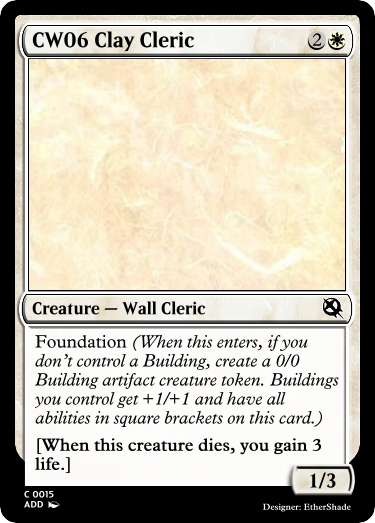 CW06 Clay Cleric 2
Creature — Wall Cleric
Foundation (When this enters, if you
don't control a Building, create a 0/0
Building artifact creature token. Buildings
you control get +1/+1 and have all
abilities in square brackets on this card.)
[When this creature dies, you gain 3
life.]
1/3
C 0015
ADD
Designer: EtherShade